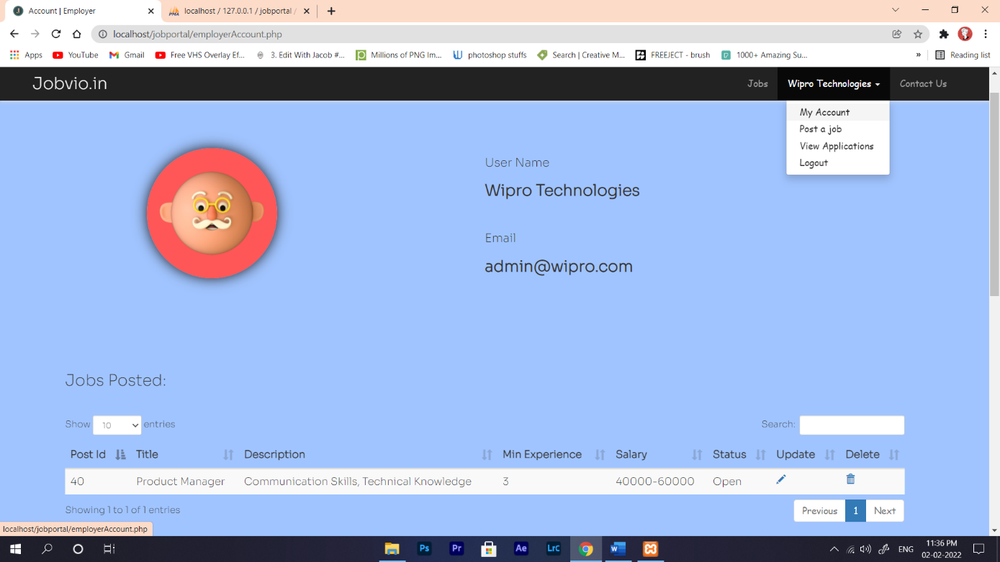 Account | Employer
localhost / 127.0.0.1 / jobportal /
localhost/jobportal/employerAccount.php
Apps YouTube Gmail Free VHS Overlay Ef... 3. Edit With Jacob #... Millions of PNG Im... photoshop stuffs Search | Creative M... FREEJECT - brush 1000+ Amazing Su... » Reading list
Jobvio.in Jobs Wipro Technologies Contact Us
My Account
Post a job
View Applications
Logout
User Name
Wipro Technologies
Email
admin@wipro.com
Jobs Posted:
Show 10 entries Search:
Post Id Title Description Min Experience Salary Status Update Delete
40 Product Manager Communication Skills, Technical Knowledge 3 40000-60000 Open
Showing 1 to 1 of 1 entries Previous 1 Next
localhost/jobportal/employerAccount.php
Ps Pr Ae LrC W ENG 11:36 PM
02-02-2022